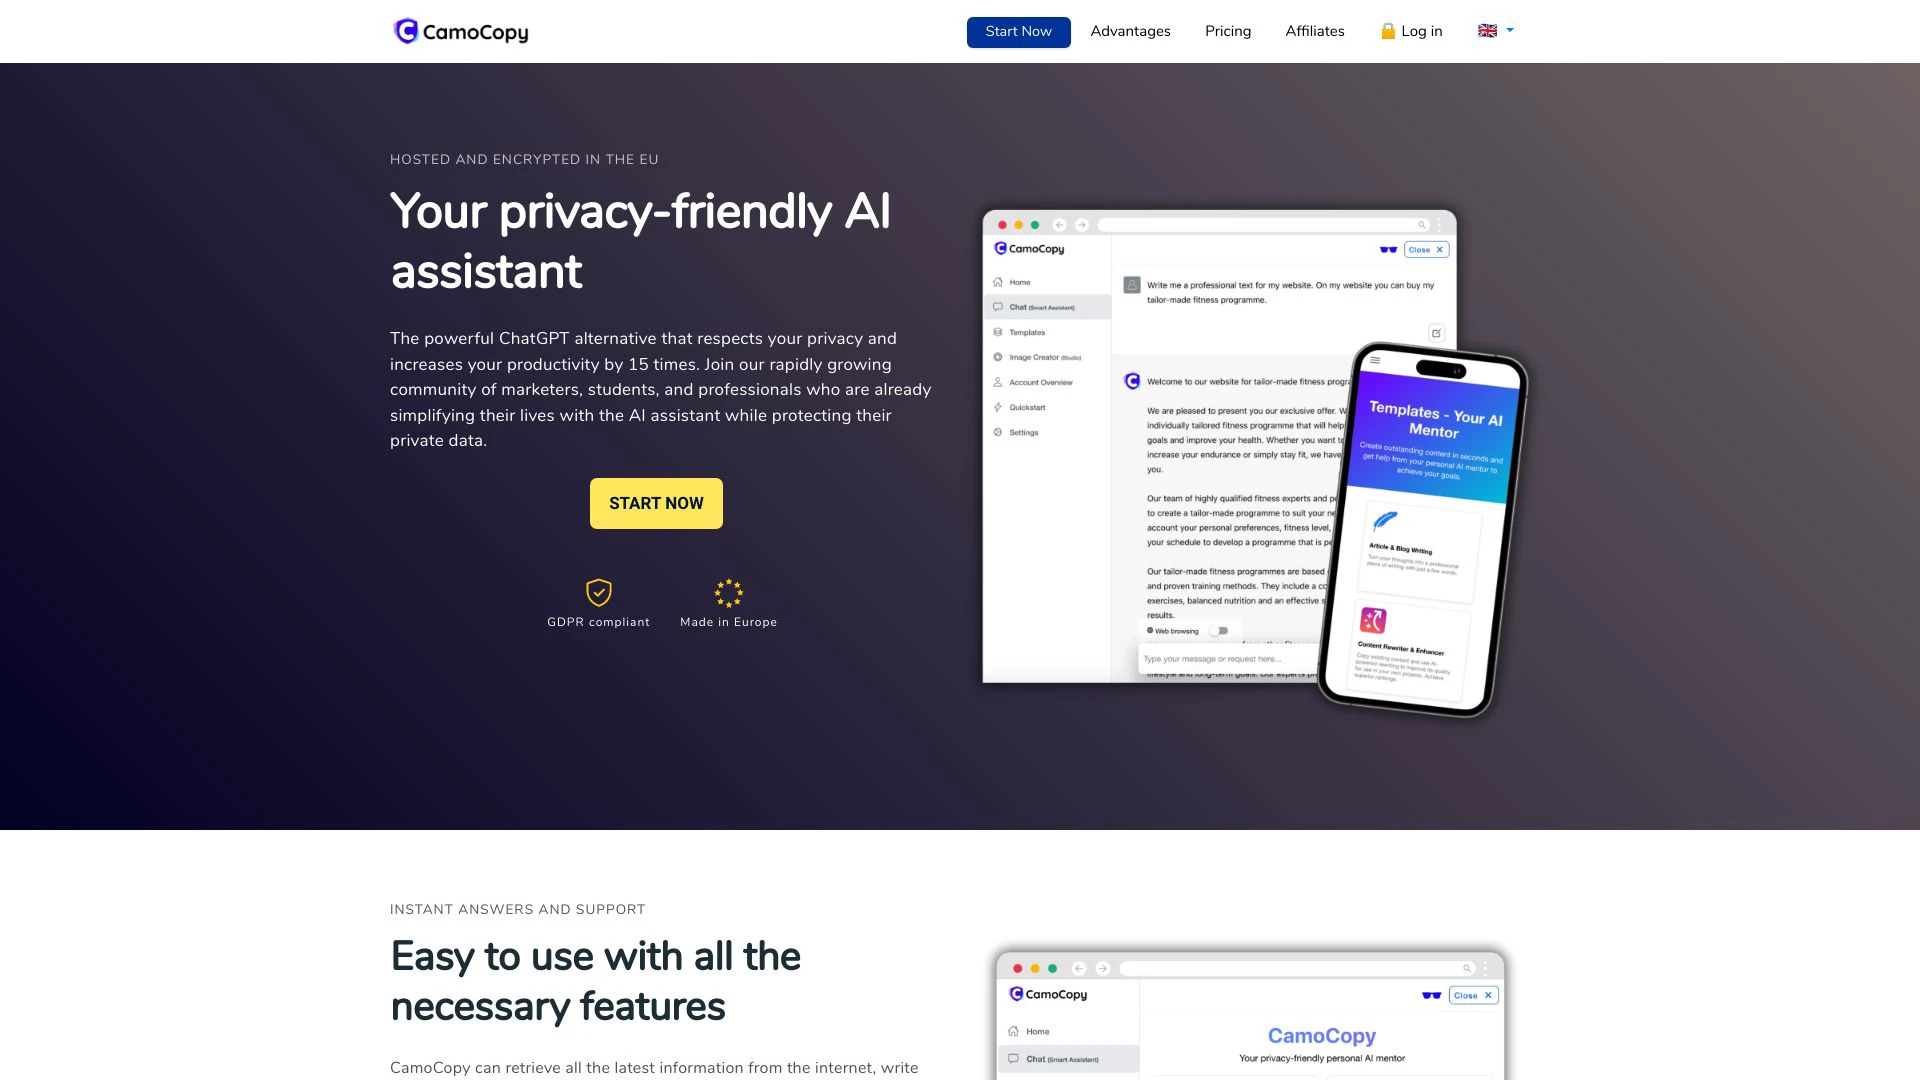 CamoCopy
Start Now
Advantages
Pricing
Affiliates
Log in
HOSTED AND ENCRYPTED IN THE EU
Your privacy-friendly AI
assistant
The powerful ChatGPT alternative that respects your privacy and
increases your productivity by 15 times. Join our rapidly growing
community of marketers, students, and professionals who are already
simplifying their lives with the AI assistant while protecting their
private data.
START NOW
GDPR compliant
Made in Europe
CamoCopy
Close
Home
Chat (Smart Assistant)
Templates
Image Creator (Studio)
Account Overview
Quickstart
Settings
Write me a professional text for my website. On my website you can buy my
tailor-made fitness programme.
Welcome to our website for tailor-made fitness progr
We are pleased to present you our exclusive offer. W
individually tailored fitness programme that will help
goals and improve your health. Whether you want to
increase your endurance or simply stay fit, we have
you.
Our team of highly qualified fitness experts and p
to create a tailor-made programme to suit your ne
account your personal preferences, fitness level,
your schedule to develop a programme that is pe
Our tailor-made fitness programmes are based
and proven training methods. They include a co
exercises, balanced nutrition and an effective s
results.
Web browsing
Type your message or request here...
lifestyle and long-term goals. Our experts pr
Templates - Your AI
Mentor
Create outstanding content in seconds and
get help from your personal AI mentor to
achieve your goals.
Article & Blog Writing
Turn your thoughts into a professional
piece of writing with just a few words.
Content Rewriter & Enhancer
Copy existing content and use AI-
powered rewriting to improve its quality
for use in your own projects. Achieve
superior rankings.
INSTANT ANSWERS AND SUPPORT
Easy to use with all the
necessary features
CamoCopy can retrieve all the latest information from the internet, write
CamoCopy
Close
Home
Chat (Smart Assistant)
CamoCopy
Your privacy-friendly personal AI mentor